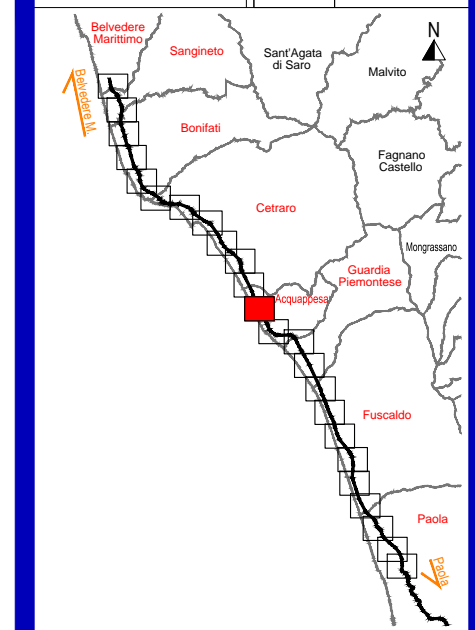 Belvedere
Marittimo
Sangineto
Sant'Agata
di Saro
N
Malvito
Belvedere M.
Bonifati
Fagnano
Castello
Cetraro
Mongrassano
Guardia
Piemontese
Acquappesa
Fuscaldo
Paola
Paola